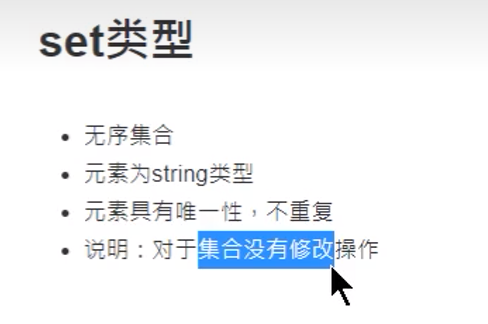 set类型
无序集合
元素为string类型
元素具有唯一性，不重复
说明：对于集合没有修改操作